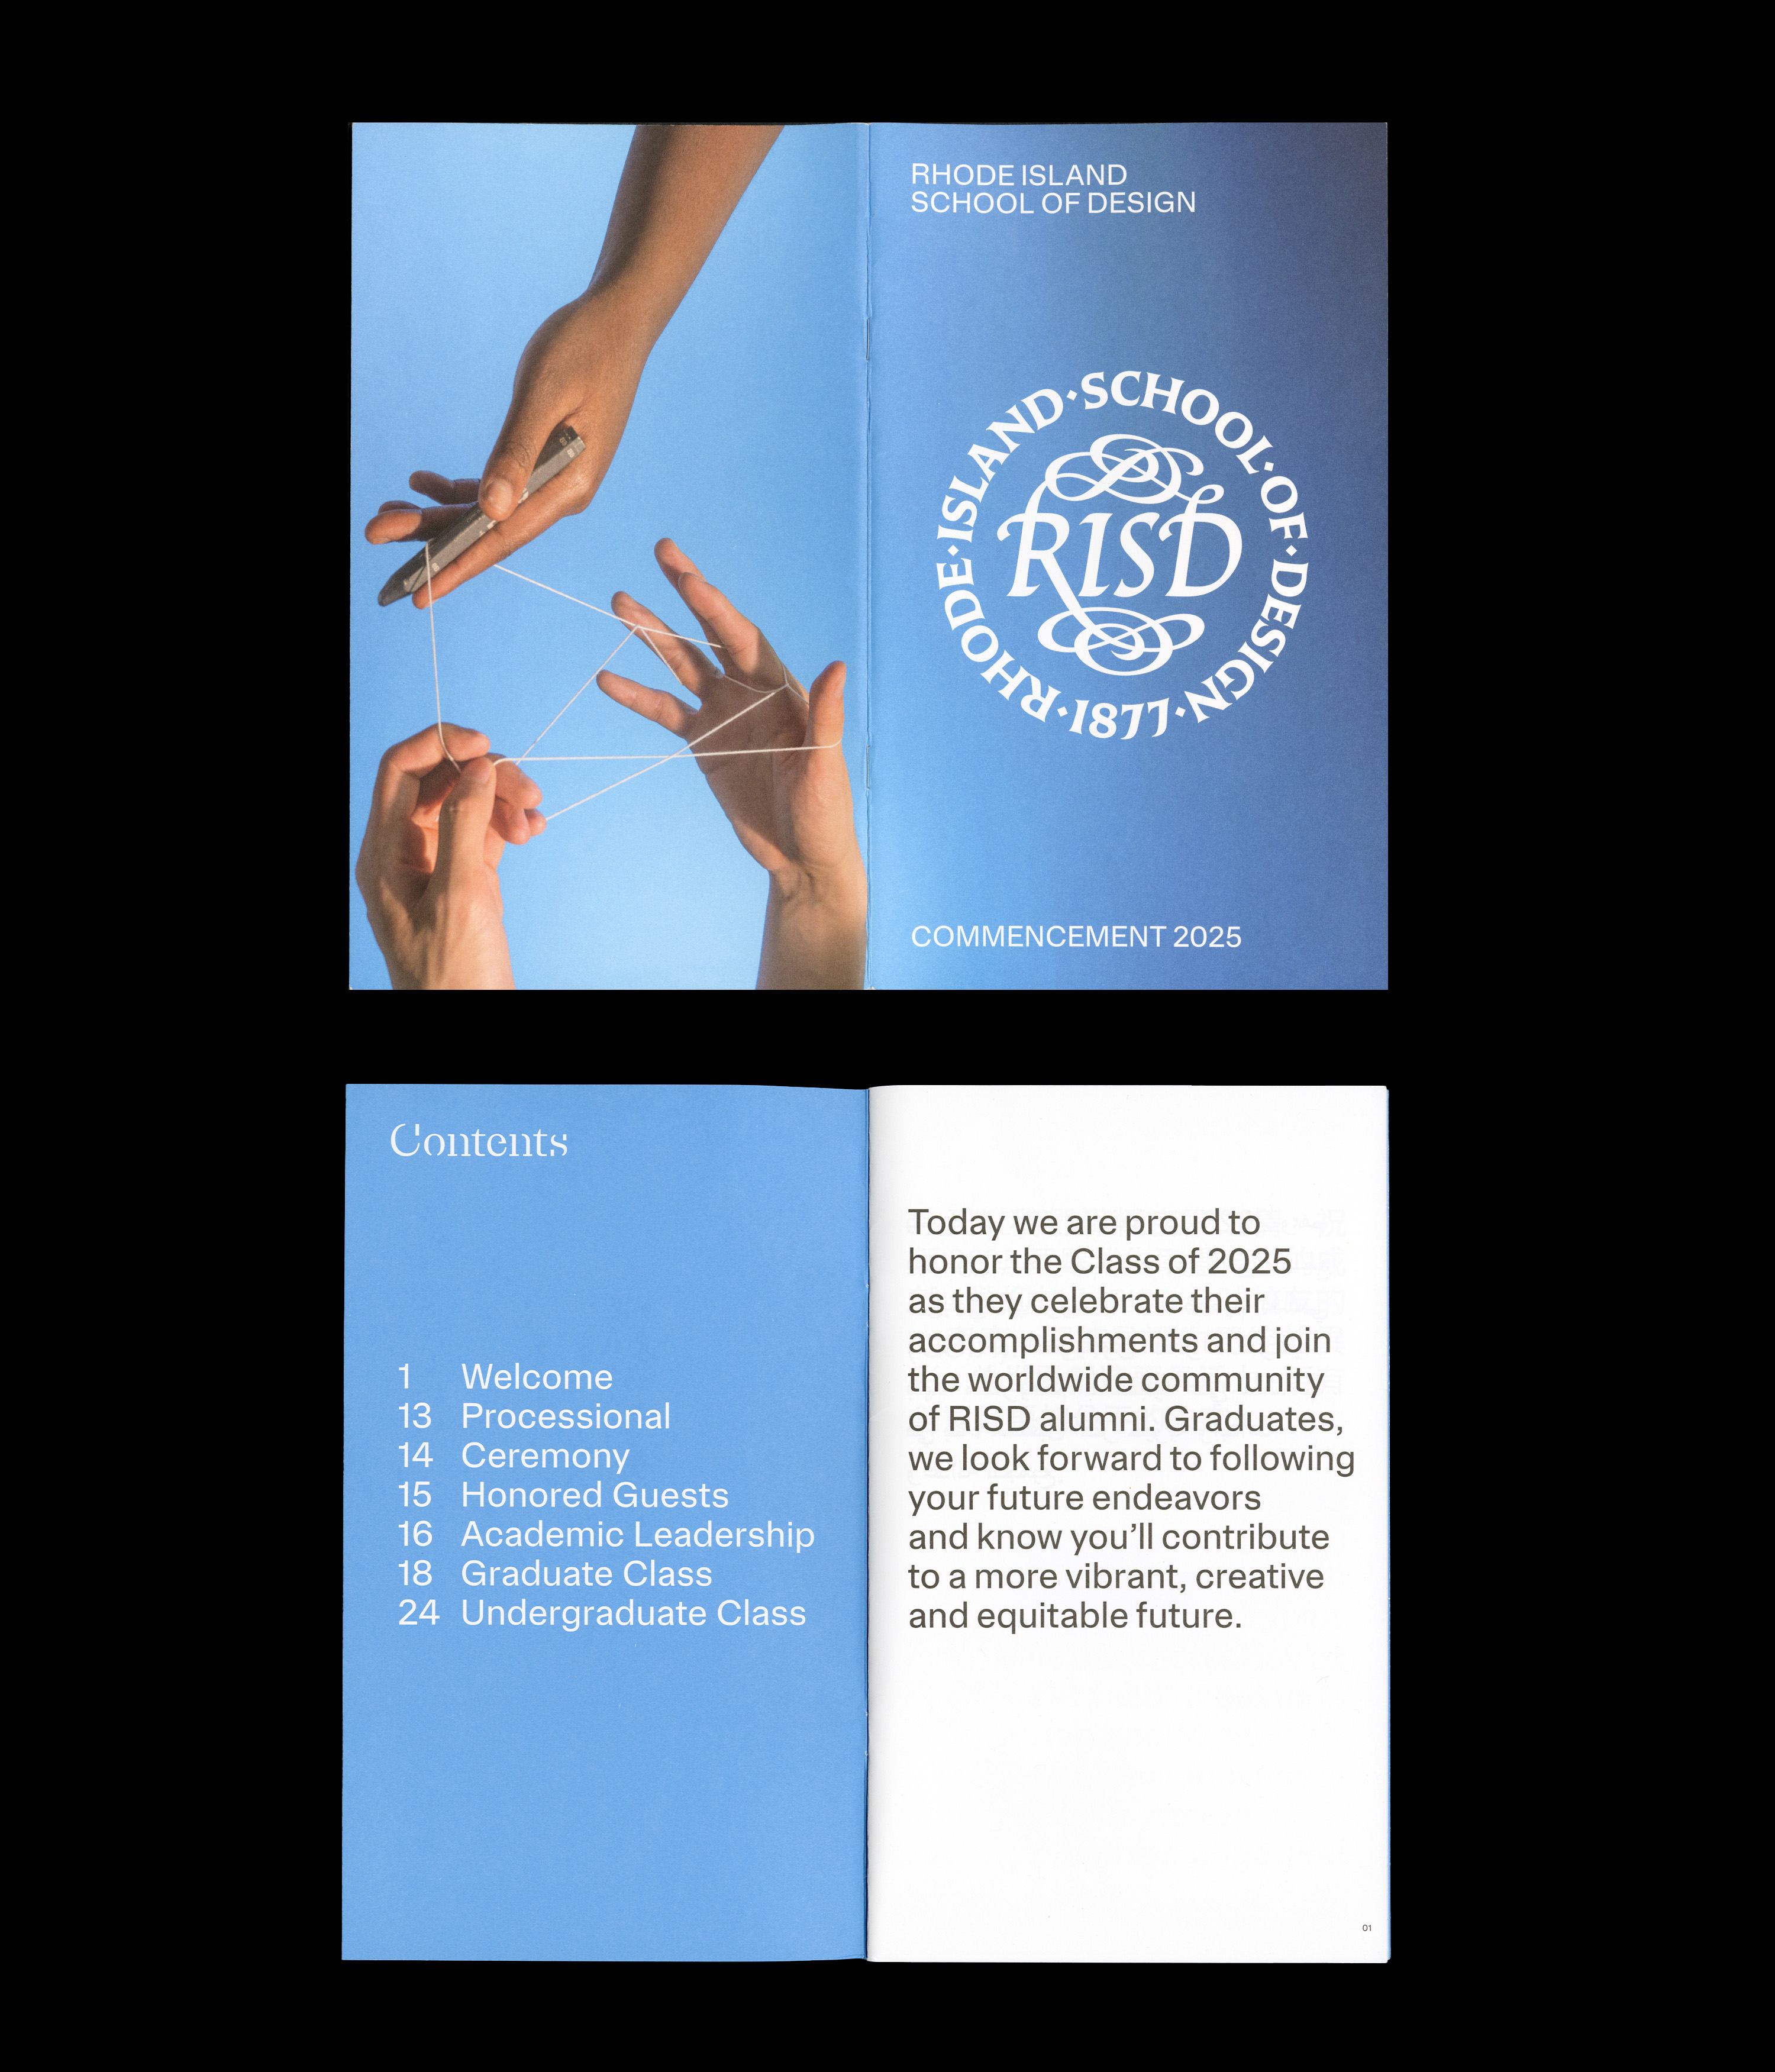 RHODE ISLAND
SCHOOL OF DESIGN
RHODE·ISLAND·SCHOOL·OF·DESIGN·1877·
RISD
COMMENCEMENT 2025
Contents
1 Welcome
13 Processional
14 Ceremony
15 Honored Guests
16 Academic Leadership
18 Graduate Class
24 Undergraduate Class
Today we are proud to
honor the Class of 2025
as they celebrate their
accomplishments and join
the worldwide community
of RISD alumni. Graduates,
we look forward to following
your future endeavors
and know you’ll contribute
to a more vibrant, creative
and equitable future.
01